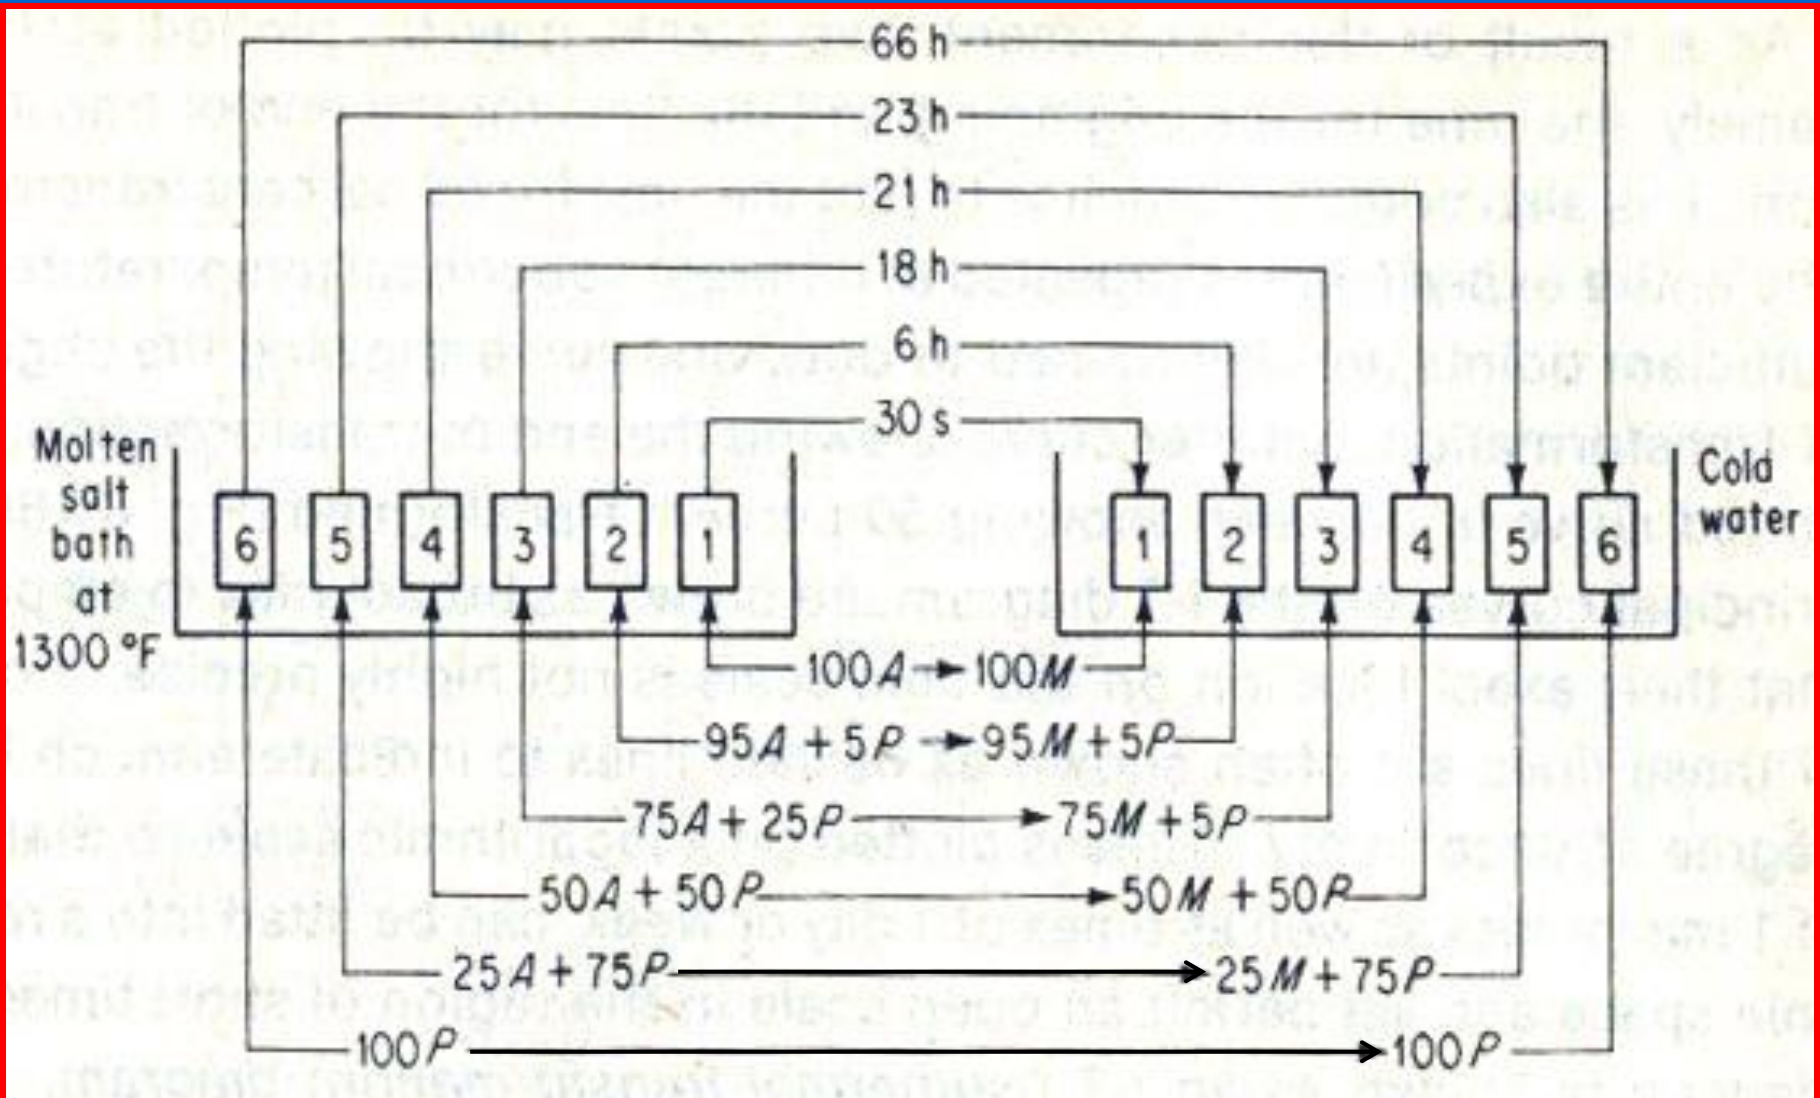 66 h
23 h
21 h
18 h
6 h
30 s
Molten
salt
bath
at
1300 °F
6
5
4
3
2
1
1
2
3
4
5
6
Cold
water
100A → 100M
95A + 5P → 95M + 5P
75A + 25P → 75M + 5P
50A + 50P → 50M + 50P
25A + 75P → 25M + 75P
100P → 100P